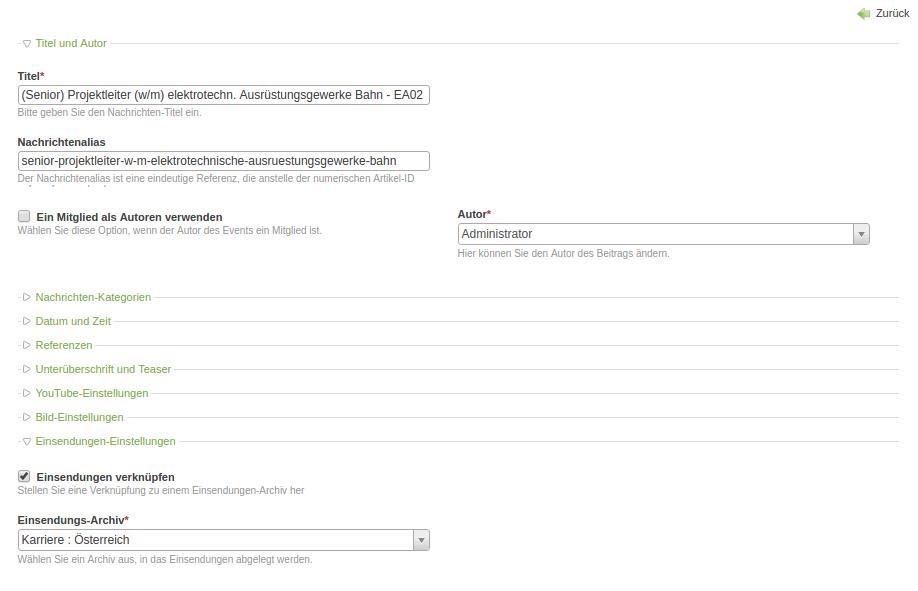 Zurück
Titel und Autor
Titel*
(Senior) Projektleiter (w/m) elektrotechn. Ausrüstungsgewerke Bahn - EA02
Bitte geben Sie den Nachrichten-Titel ein.
Nachrichtenalias
senior-projektleiter-w-m-elektrotechnische-ausruestungsgewerke-bahn
Der Nachrichtenalias ist eine eindeutige Referenz, die anstelle der numerischen Artikel-ID
Ein Mitglied als Autoren verwenden
Wählen Sie diese Option, wenn der Autor des Events ein Mitglied ist.
Autor*
Administrator
Hier können Sie den Autor des Beitrags ändern.
Nachrichten-Kategorien
Datum und Zeit
Referenzen
Unterüberschrift und Teaser
YouTube-Einstellungen
Bild-Einstellungen
Einsendungen-Einstellungen
Einsendungen verknüpfen
Stellen Sie eine Verknüpfung zu einem Einsendungen-Archiv her
Einsendungs-Archiv*
Karriere : Österreich
Wählen Sie ein Archiv aus, in das Einsendungen abgelegt werden.